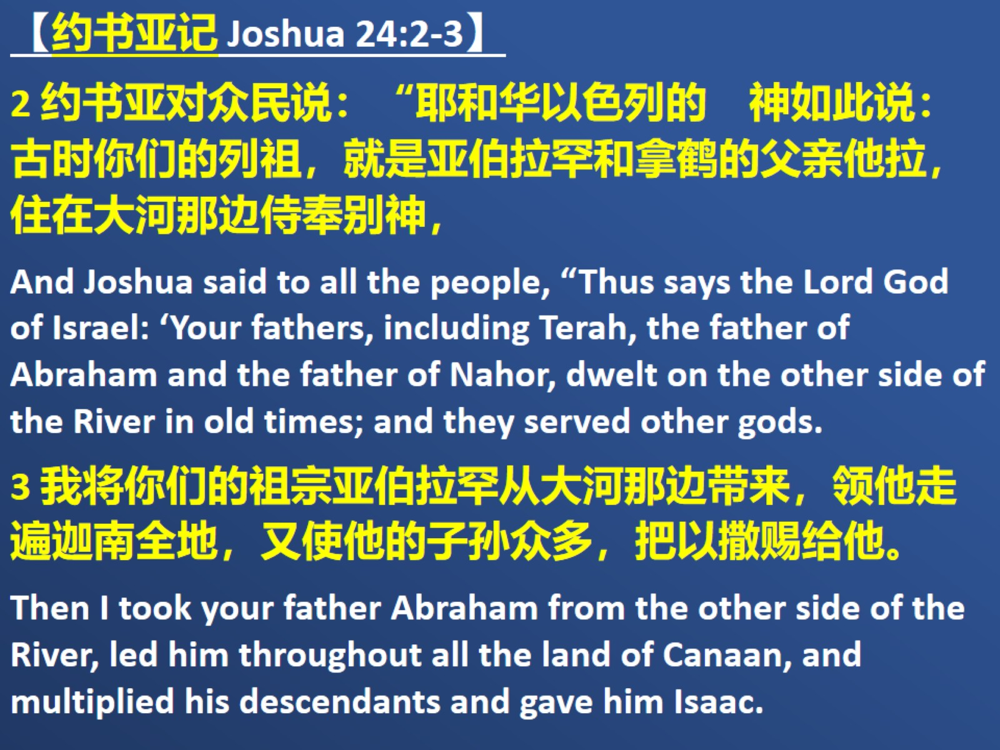 【约书亚记 Joshua 24:2-3】
2 约书亚对众民说： “耶和华以色列的　神如此说：
古时你们的列祖，就是亚伯拉罕和拿鹤的父亲他拉，
住在大河那边侍奉别神，
And Joshua said to all the people, “Thus says the Lord God
of Israel: ‘Your fathers, including Terah, the father of
Abraham and the father of Nahor, dwelt on the other side of
the River in old times; and they served other gods.
3 我将你们的祖宗亚伯拉罕从大河那边带来，领他走
遍迦南全地，又使他的子孙众多，把以撒赐给他。
Then I took your father Abraham from the other side of the
River, led him throughout all the land of Canaan, and
multiplied his descendants and gave him Isaac.